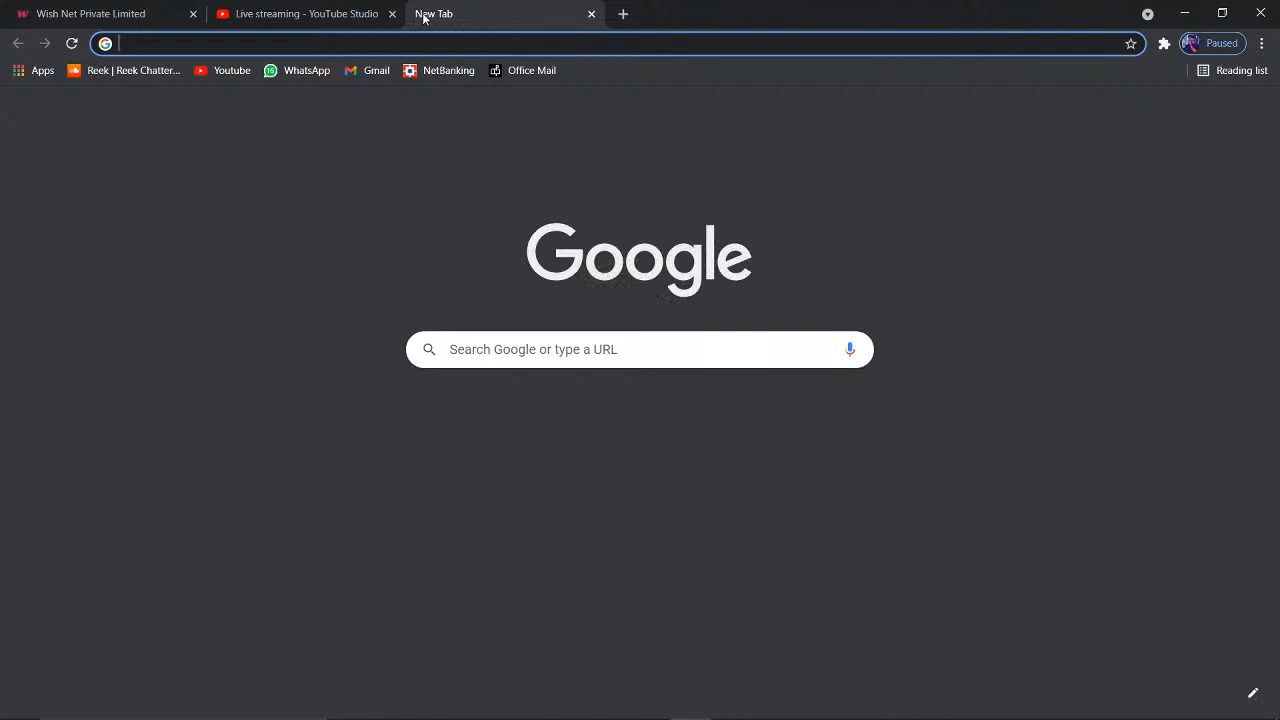 Wish Net Private Limited
Live streaming - YouTube Studio
New Tab
Paused
Apps
Reek | Reek Chatter...
Youtube
15
WhatsApp
Gmail
NetBanking
Office Mail
Reading list
Google
Search Google or type a URL